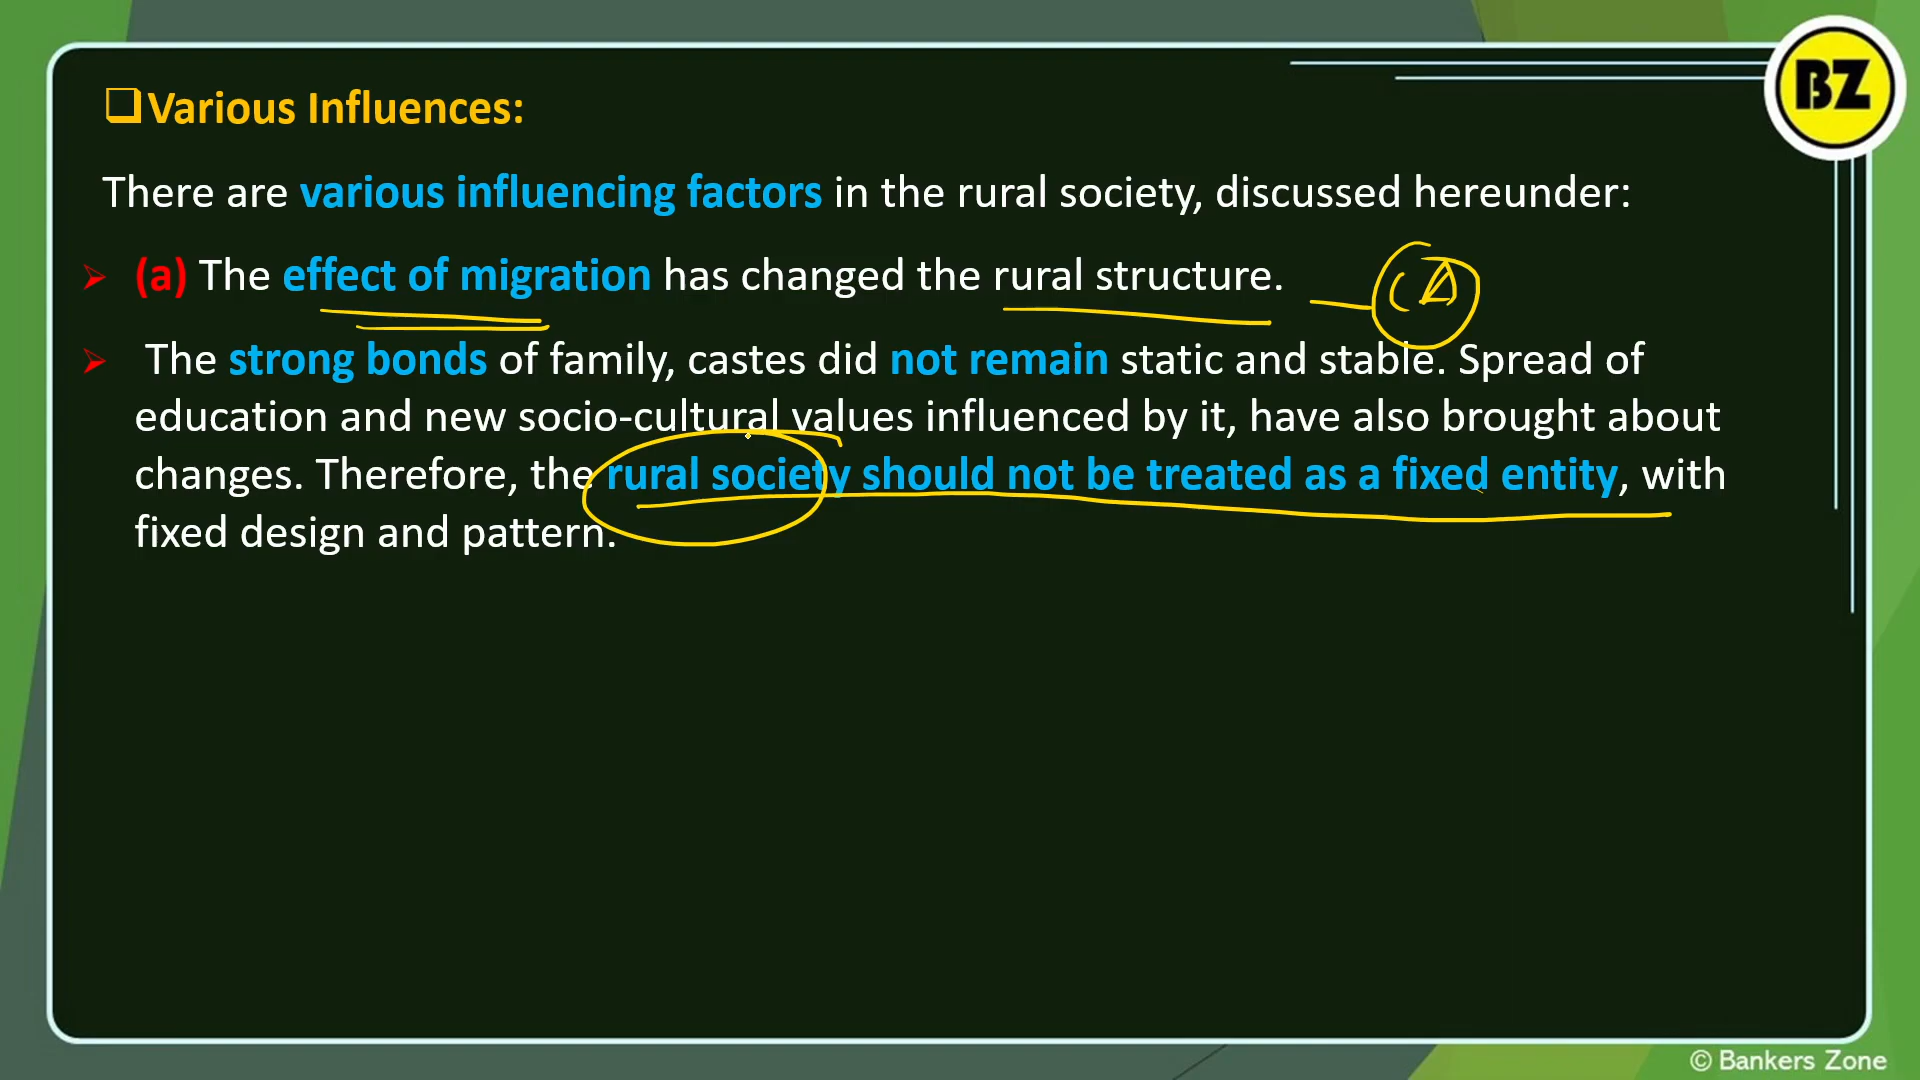 BZ
Various Influences:
There are various influencing factors in the rural society, discussed hereunder:
(a) The effect of migration has changed the rural structure.
The strong bonds of family, castes did not remain static and stable. Spread of
education and new socio-cultural values influenced by it, have also brought about
changes. Therefore, the rural society should not be treated as a fixed entity, with
fixed design and pattern.
© Bankers Zone